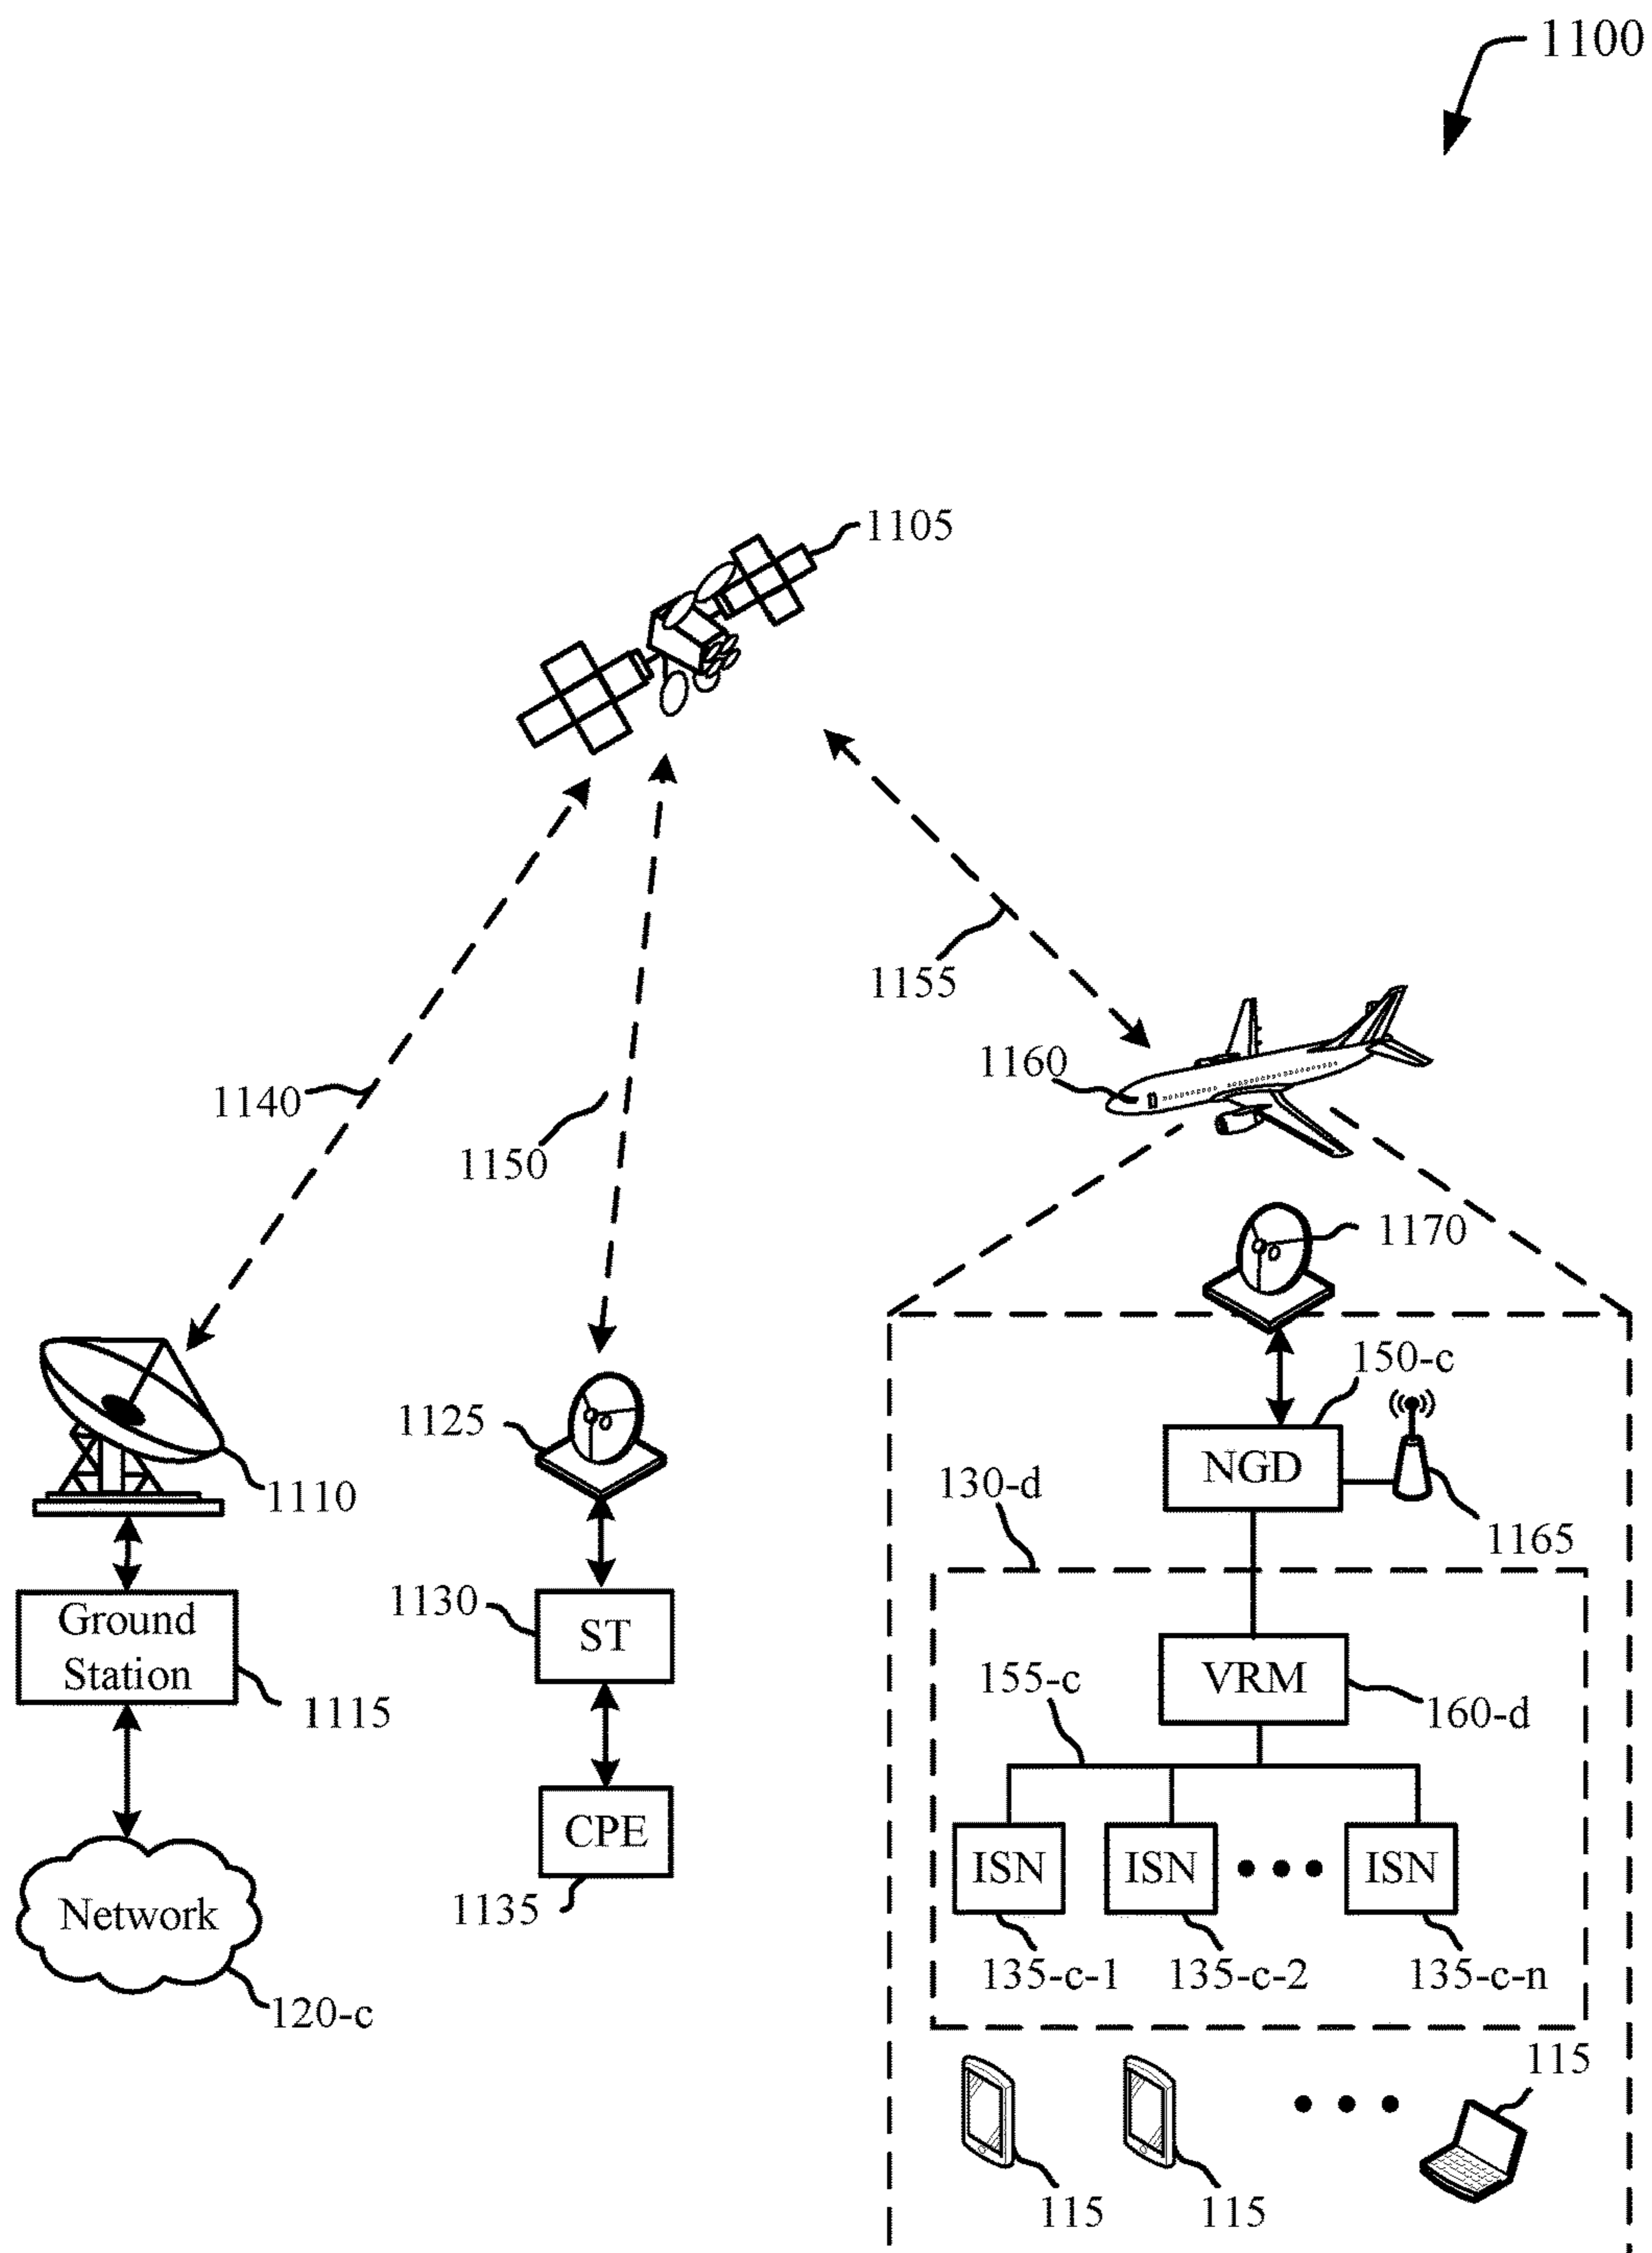 1100
1105
1155
1160
1140
1150
1170
150-c
1125
NGD
130-d
1110
1165
1130
Ground
Station
ST
155-c
VRM
1115
160-d
CPE
ISN
ISN
ISN
1135
Network
135-c-1
135-c-2
135-c-n
120-c
115
115
115